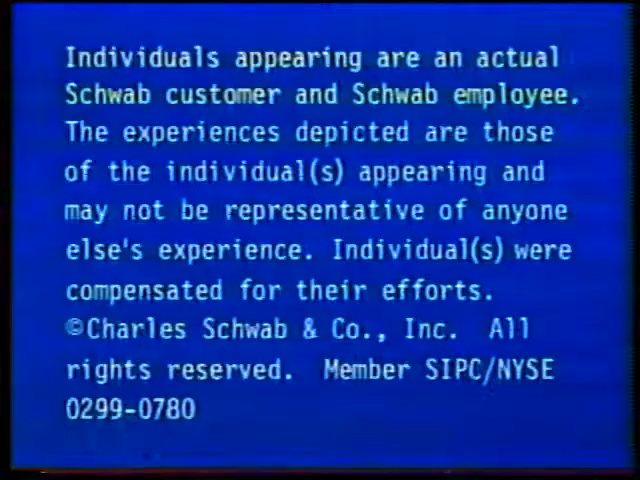 Individuals appearing are an actual
Schwab customer and Schwab employee.
The experiences depicted are those
of the individual(s) appearing and
may not be representative of anyone
else's experience. Individual(s) were
compensated for their efforts.
©Charles Schwab & Co., Inc. All
rights reserved. Member SIPC/NYSE
0299-0780